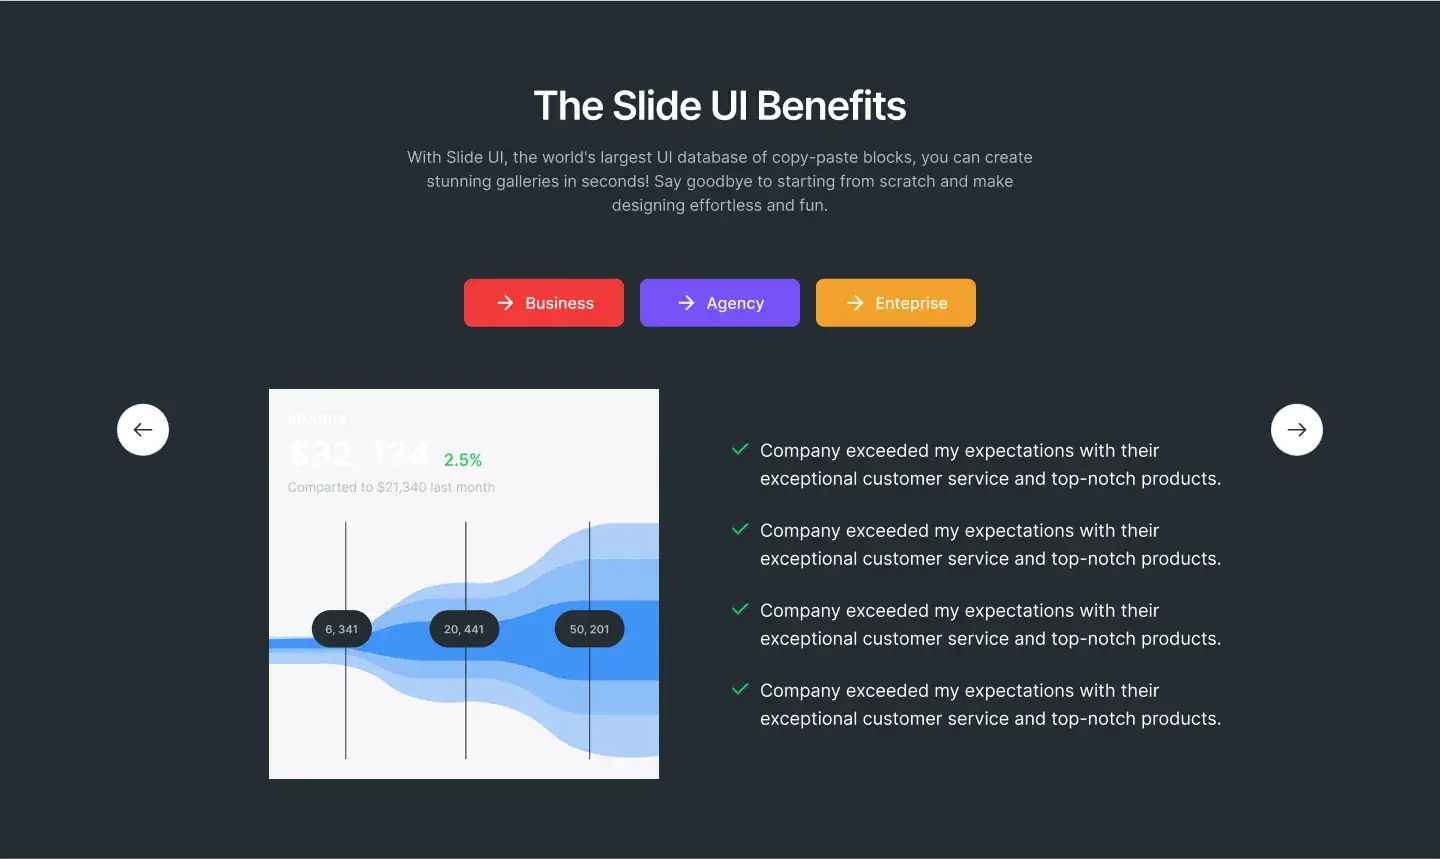 The Slide UI Benefits
With Slide UI, the world's largest UI database of copy-paste blocks, you can create
stunning galleries in seconds! Say goodbye to starting from scratch and make
designing effortless and fun.
Business
Agency
Enteprise
Income
$32, 134 2.5%
Comparted to $21,340 last month
6, 341
20, 441
50, 201
Company exceeded my expectations with their
exceptional customer service and top-notch products.
Company exceeded my expectations with their
exceptional customer service and top-notch products.
Company exceeded my expectations with their
exceptional customer service and top-notch products.
Company exceeded my expectations with their
exceptional customer service and top-notch products.